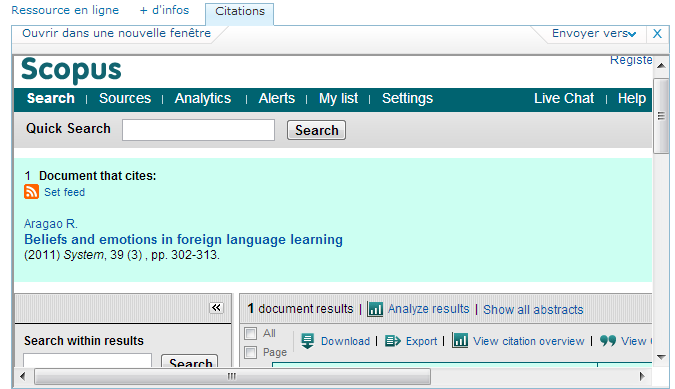 Ressource en ligne + d'infos Citations
Ouvrir dans une nouvelle fenêtre Envoyer vers X
Scopus Registe
Search Sources Analytics Alerts My list Settings Live Chat Help
Quick Search Search
1 Document that cites:
Set feed
Aragao R.
Beliefs and emotions in foreign language learning
(2011) System, 39 (3) , pp. 302-313.
1 document results Analyze results Show all abstracts
Search within results
Search
All
Page
Download Export View citation overview View